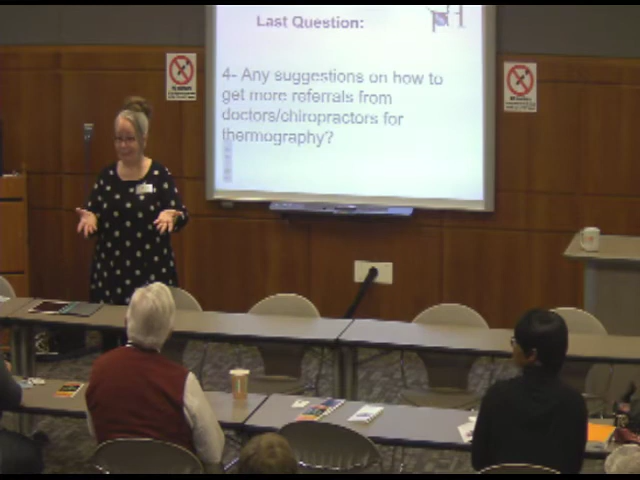 Last Question:
4- Any suggestions on how to
get more referrals from
doctors/chiropractors for
thermography?